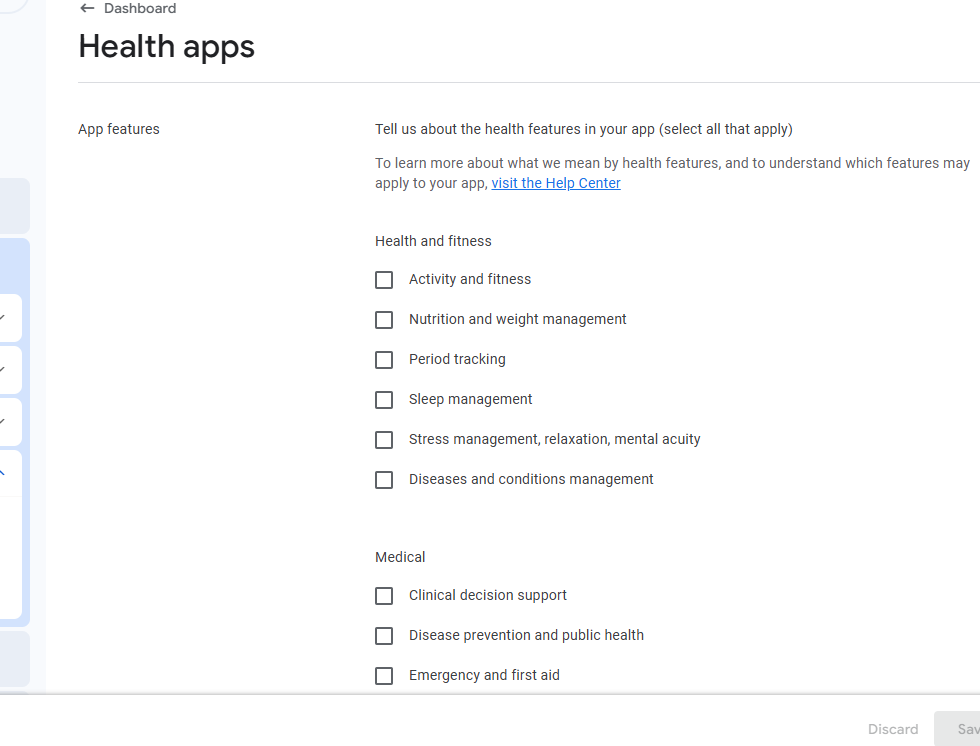 Dashboard
Health apps
App features
Tell us about the health features in your app (select all that apply)
To learn more about what we mean by health features, and to understand which features may
apply to your app, visit the Help Center
Health and fitness
Activity and fitness
Nutrition and weight management
Period tracking
Sleep management
Stress management, relaxation, mental acuity
Diseases and conditions management
Medical
Clinical decision support
Disease prevention and public health
Emergency and first aid
Discard
Sav